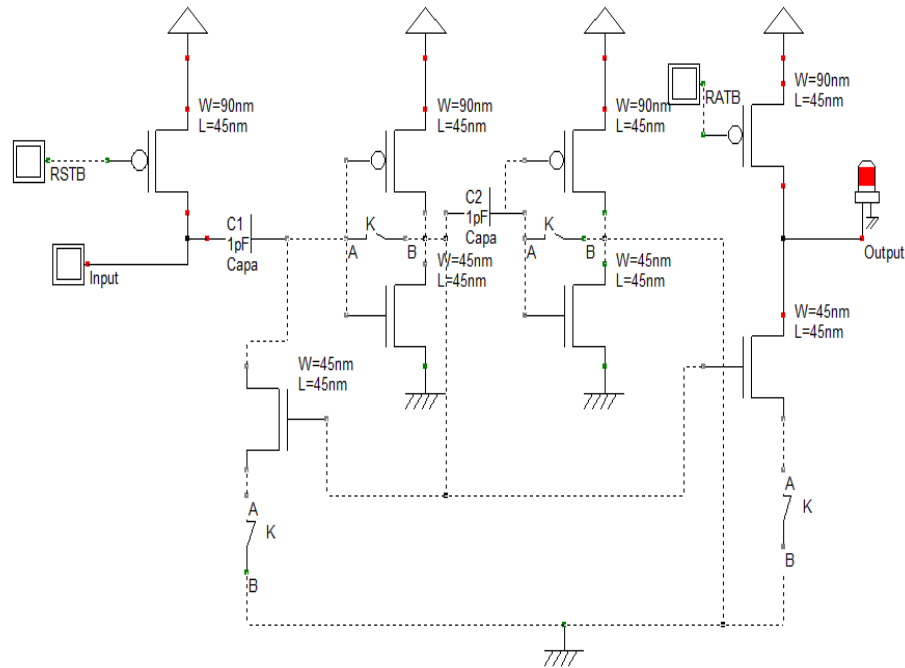 W=90nm
L=45nm
RSTB
C1
1pF
Capa
Input
W=90nm
L=45nm
K
A
B
W=45nm
L=45nm
C2
1pF
Capa
W=90nm
L=45nm
K
A
B
W=45nm
L=45nm
RATB
W=90nm
L=45nm
Output
W=45nm
L=45nm
W=45nm
L=45nm
A
K
B
A
K
B